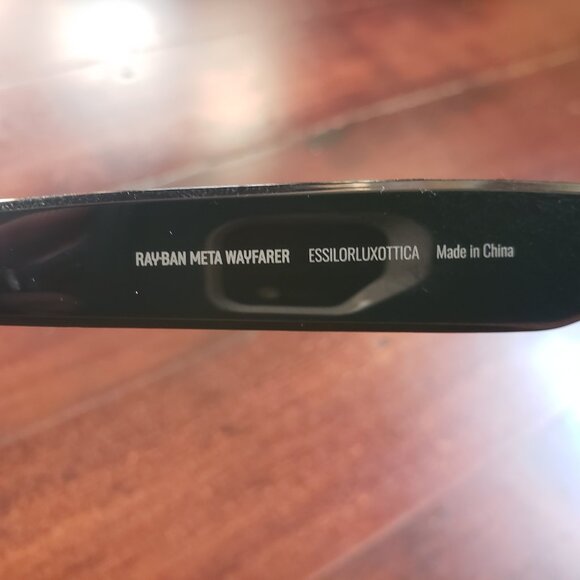 RAY-BAN META WAYFARER ESSILORLUXOTTICA Made in China